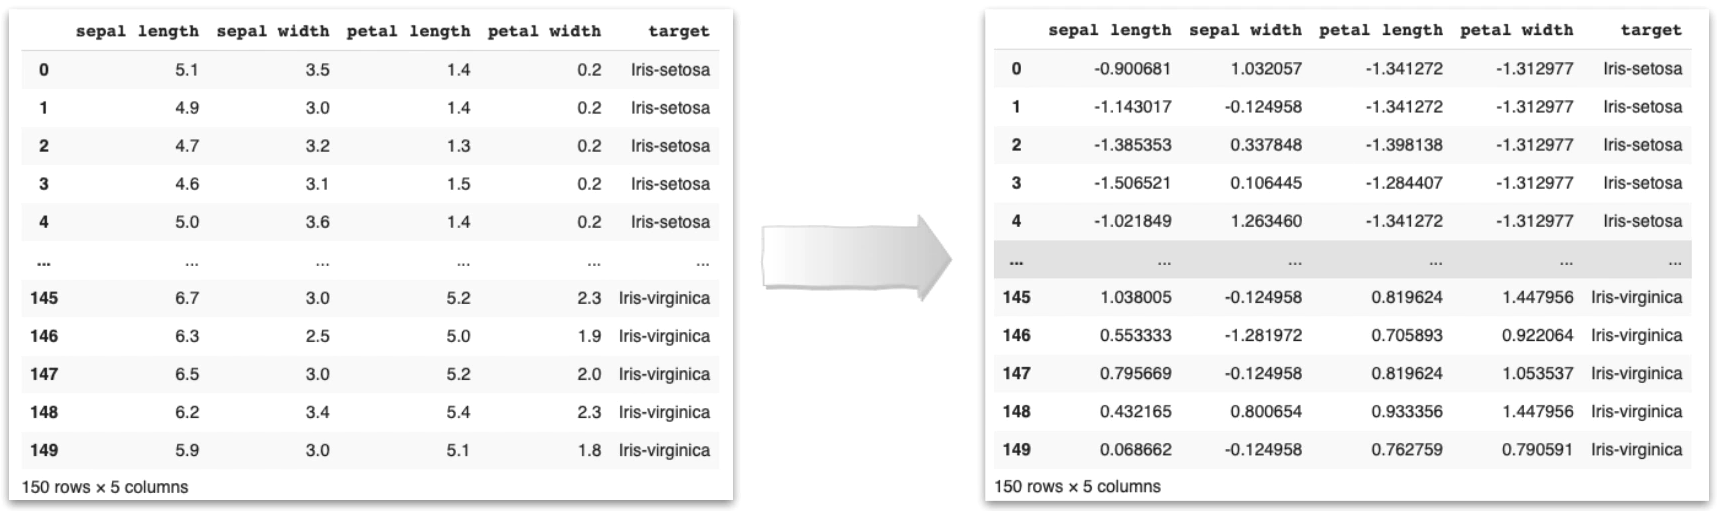 sepal length sepal width petal length petal width target
0 5.1 3.5 1.4 0.2 Iris-setosa
1 4.9 3.0 1.4 0.2 Iris-setosa
2 4.7 3.2 1.3 0.2 Iris-setosa
3 4.6 3.1 1.5 0.2 Iris-setosa
4 5.0 3.6 1.4 0.2 Iris-setosa
... ... ... ... ... ...
145 6.7 3.0 5.2 2.3 Iris-virginica
146 6.3 2.5 5.0 1.9 Iris-virginica
147 6.5 3.0 5.2 2.0 Iris-virginica
148 6.2 3.4 5.4 2.3 Iris-virginica
149 5.9 3.0 5.1 1.8 Iris-virginica
150 rows × 5 columns
sepal length sepal width petal length petal width target
0 -0.900681 1.032057 -1.341272 -1.312977 Iris-setosa
1 -1.143017 -0.124958 -1.341272 -1.312977 Iris-setosa
2 -1.385353 0.337848 -1.398138 -1.312977 Iris-setosa
3 -1.506521 0.106445 -1.284407 -1.312977 Iris-setosa
4 -1.021849 1.263460 -1.341272 -1.312977 Iris-setosa
... ... ... ... ... ...
145 1.038005 -0.124958 0.819624 1.447956 Iris-virginica
146 0.553333 -1.281972 0.705893 0.922064 Iris-virginica
147 0.795669 -0.124958 0.819624 1.053537 Iris-virginica
148 0.432165 0.800654 0.933356 1.447956 Iris-virginica
149 0.068662 -0.124958 0.762759 0.790591 Iris-virginica
150 rows × 5 columns